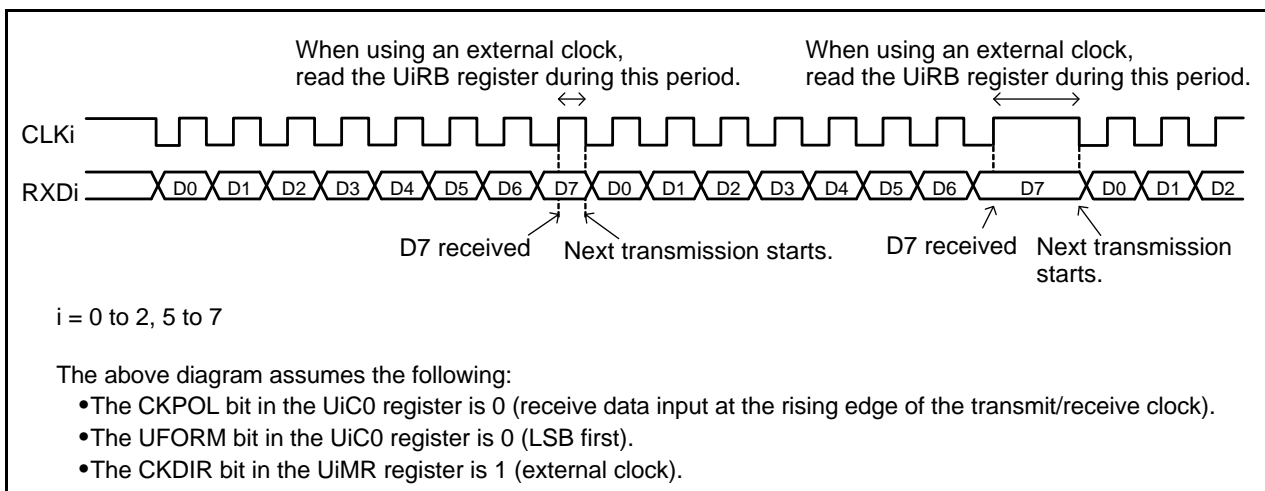 When using an external clock,
read the UiRB register during this period.
When using an external clock,
read the UiRB register during this period.
CLKi
RXDi
D0 D1 D2 D3 D4 D5 D6 D7 D0 D1 D2 D3 D4 D5 D6 D7 D0 D1 D2
D7 received
Next transmission starts.
D7 received
Next transmission
starts.
i = 0 to 2, 5 to 7
The above diagram assumes the following:
•The CKPOL bit in the UiC0 register is 0 (receive data input at the rising edge of the transmit/receive clock).
•The UFORM bit in the UiC0 register is 0 (LSB first).
•The CKDIR bit in the UiMR register is 1 (external clock).